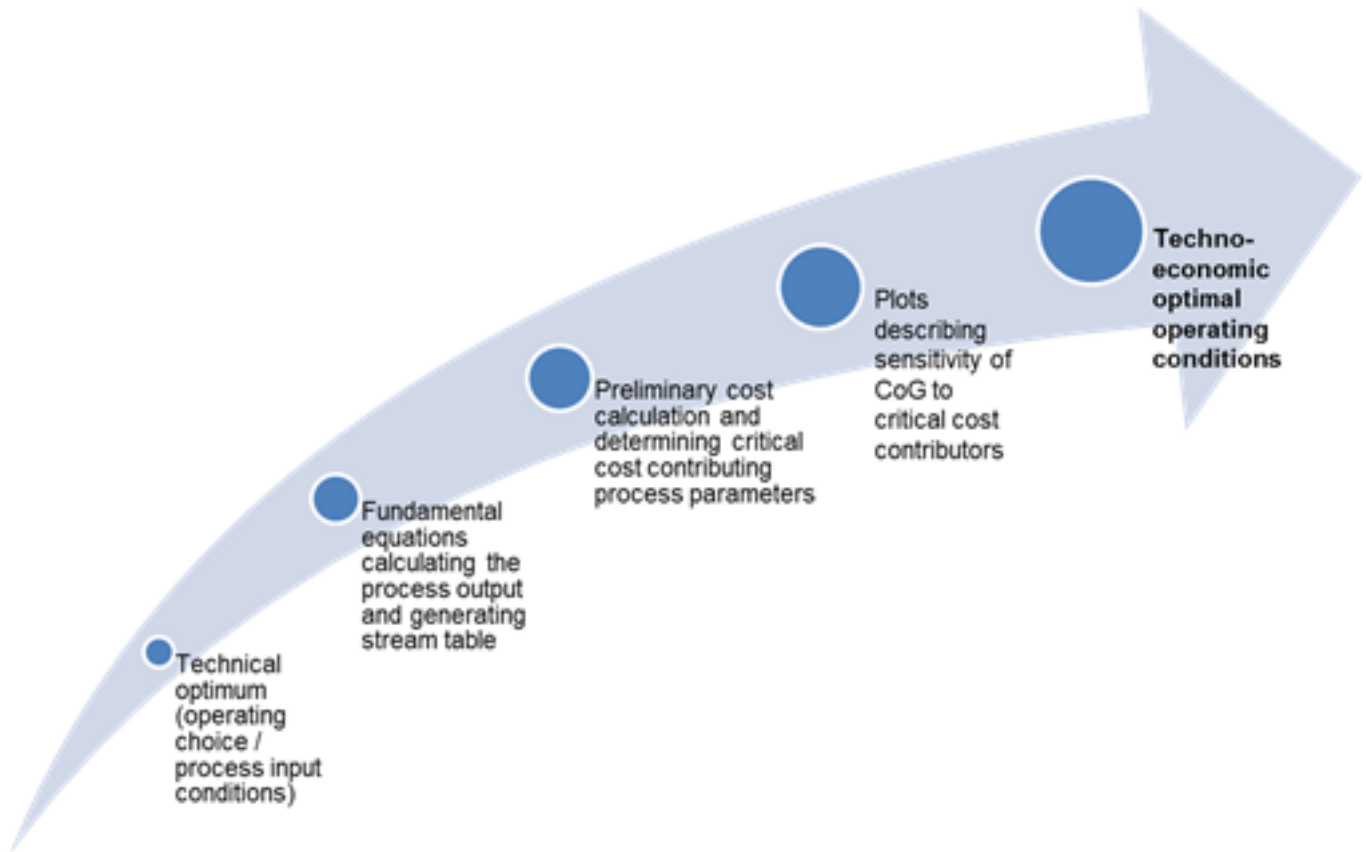 Technical
optimum
(operating
choice /
process input
conditions)
Fundamental
equations
calculating the
process output
and generating
stream table
Preliminary cost
calculation and
determining critical
cost contributing
process parameters
Plots
describing
sensitivity of
CoG to
critical cost
contributors
Techno-
economic
optimal
operating
conditions